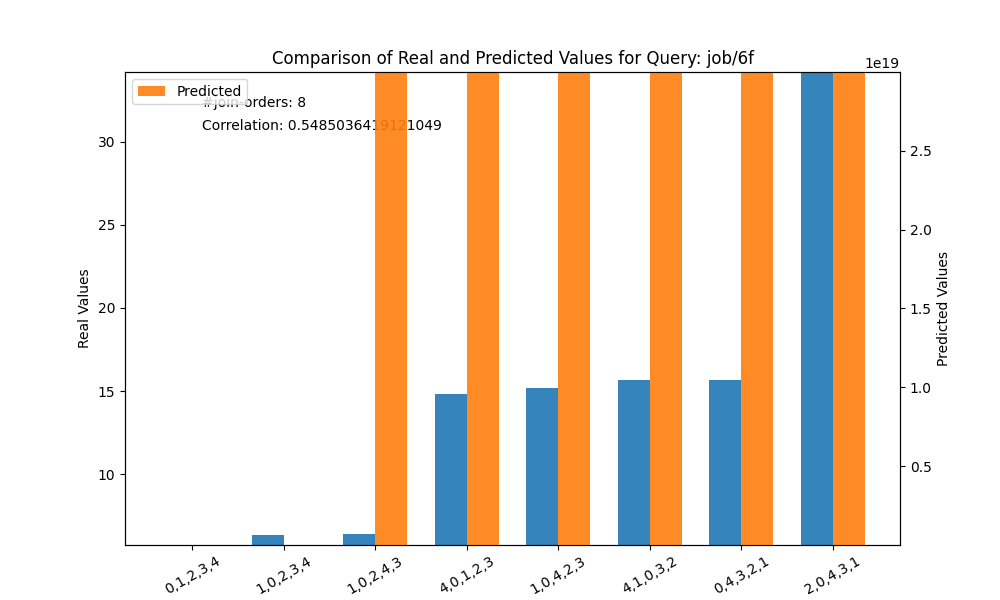 Comparison of Real and Predicted Values for Query: job/6f
1e19
Predicted
#join-orders: 8
Correlation: 0.5485036419121049
30
25
20
15
10
Real Values
2.5
2.0
1.5
1.0
0.5
Predicted Values
0,1,2,3,4
1,0,2,3,4
1,0,2,4,3
4,0,1,2,3
1,0,4,2,3
4,1,0,3,2
0,4,3,2,1
2,0,4,3,1